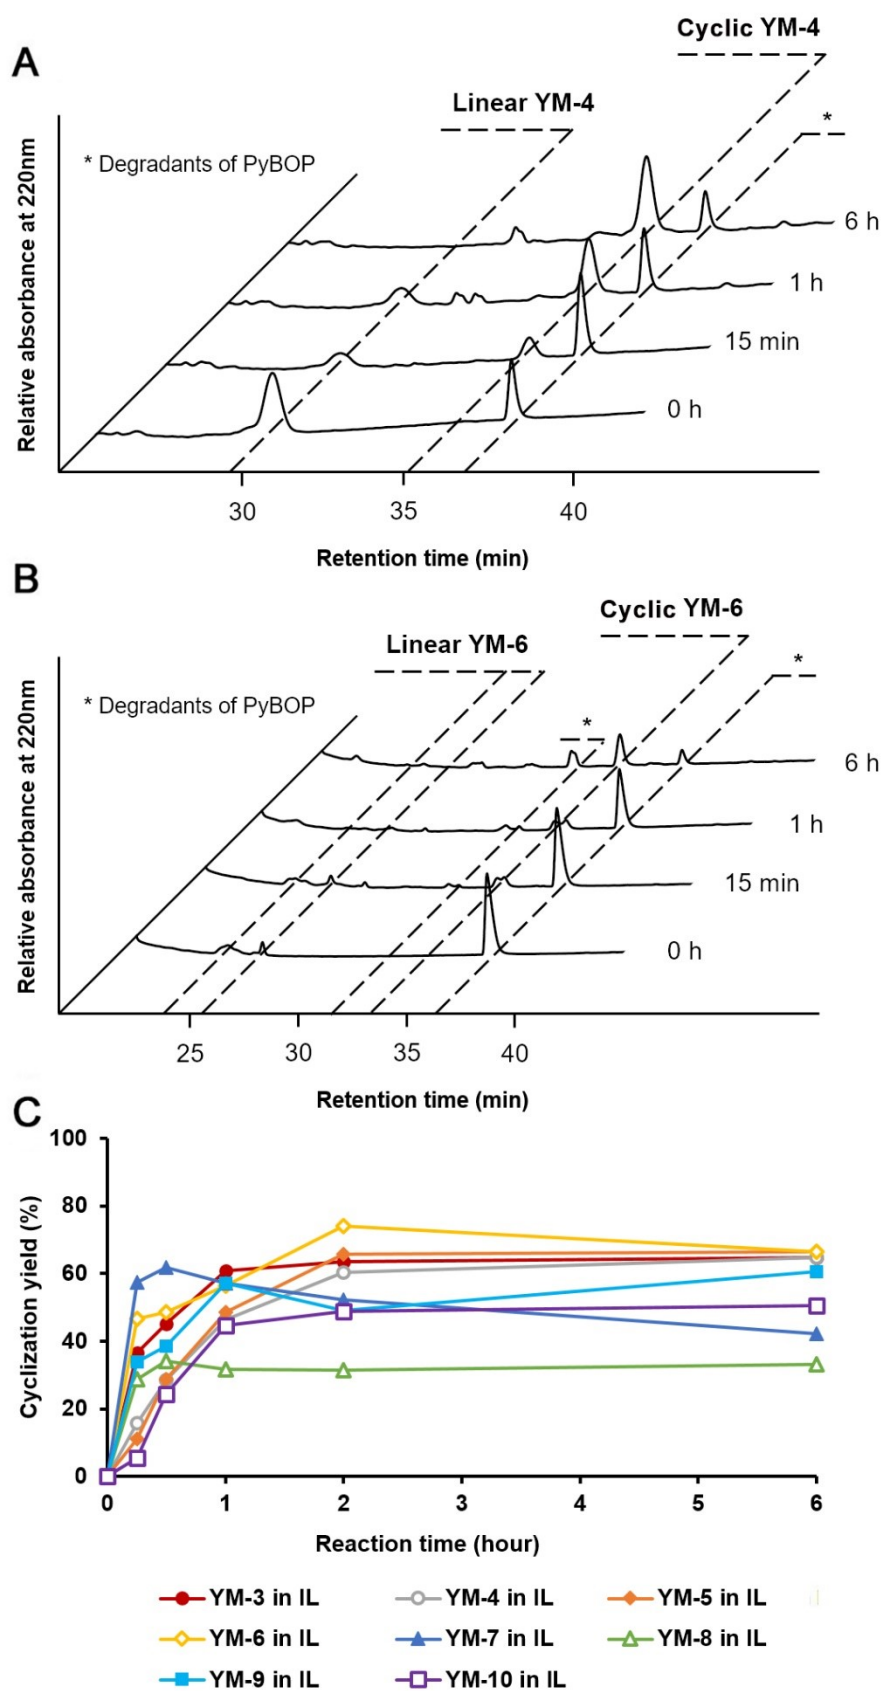 A
Cyclic YM-4
Linear YM-4
*
* Degradants of PyBOP
Relative absorbance at 220nm
6 h
1 h
15 min
0 h
30 35 40
Retention time (min)
B
Cyclic YM-6
Linear YM-6
*
* Degradants of PyBOP
*
Relative absorbance at 220nm
6 h
1 h
15 min
0 h
25 30 35 40
Retention time (min)
C
Cyclization yield (%)
100
80
60
40
20
0
0 1 2 3 4 5 6
Reaction time (hour)
YM-3 in IL YM-4 in IL YM-5 in IL
YM-6 in IL YM-7 in IL YM-8 in IL
YM-9 in IL YM-10 in IL